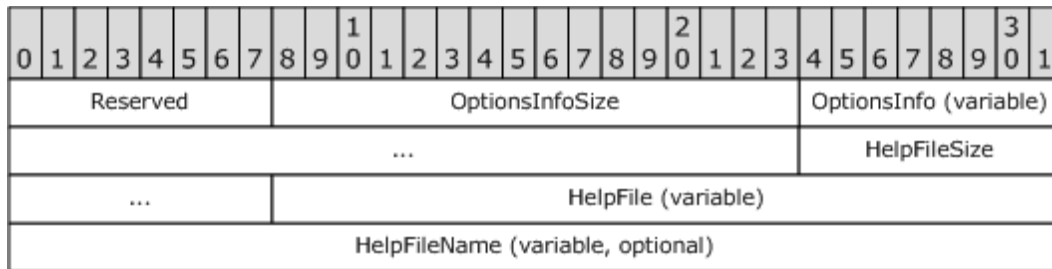 1 2 3
0 1 2 3 4 5 6 7 8 9 0 1 2 3 4 5 6 7 8 9 0 1 2 3 4 5 6 7 8 9 0 1
Reserved OptionsInfoSize OptionsInfo (variable)
... HelpFileSize
... HelpFile (variable)
HelpFileName (variable, optional)